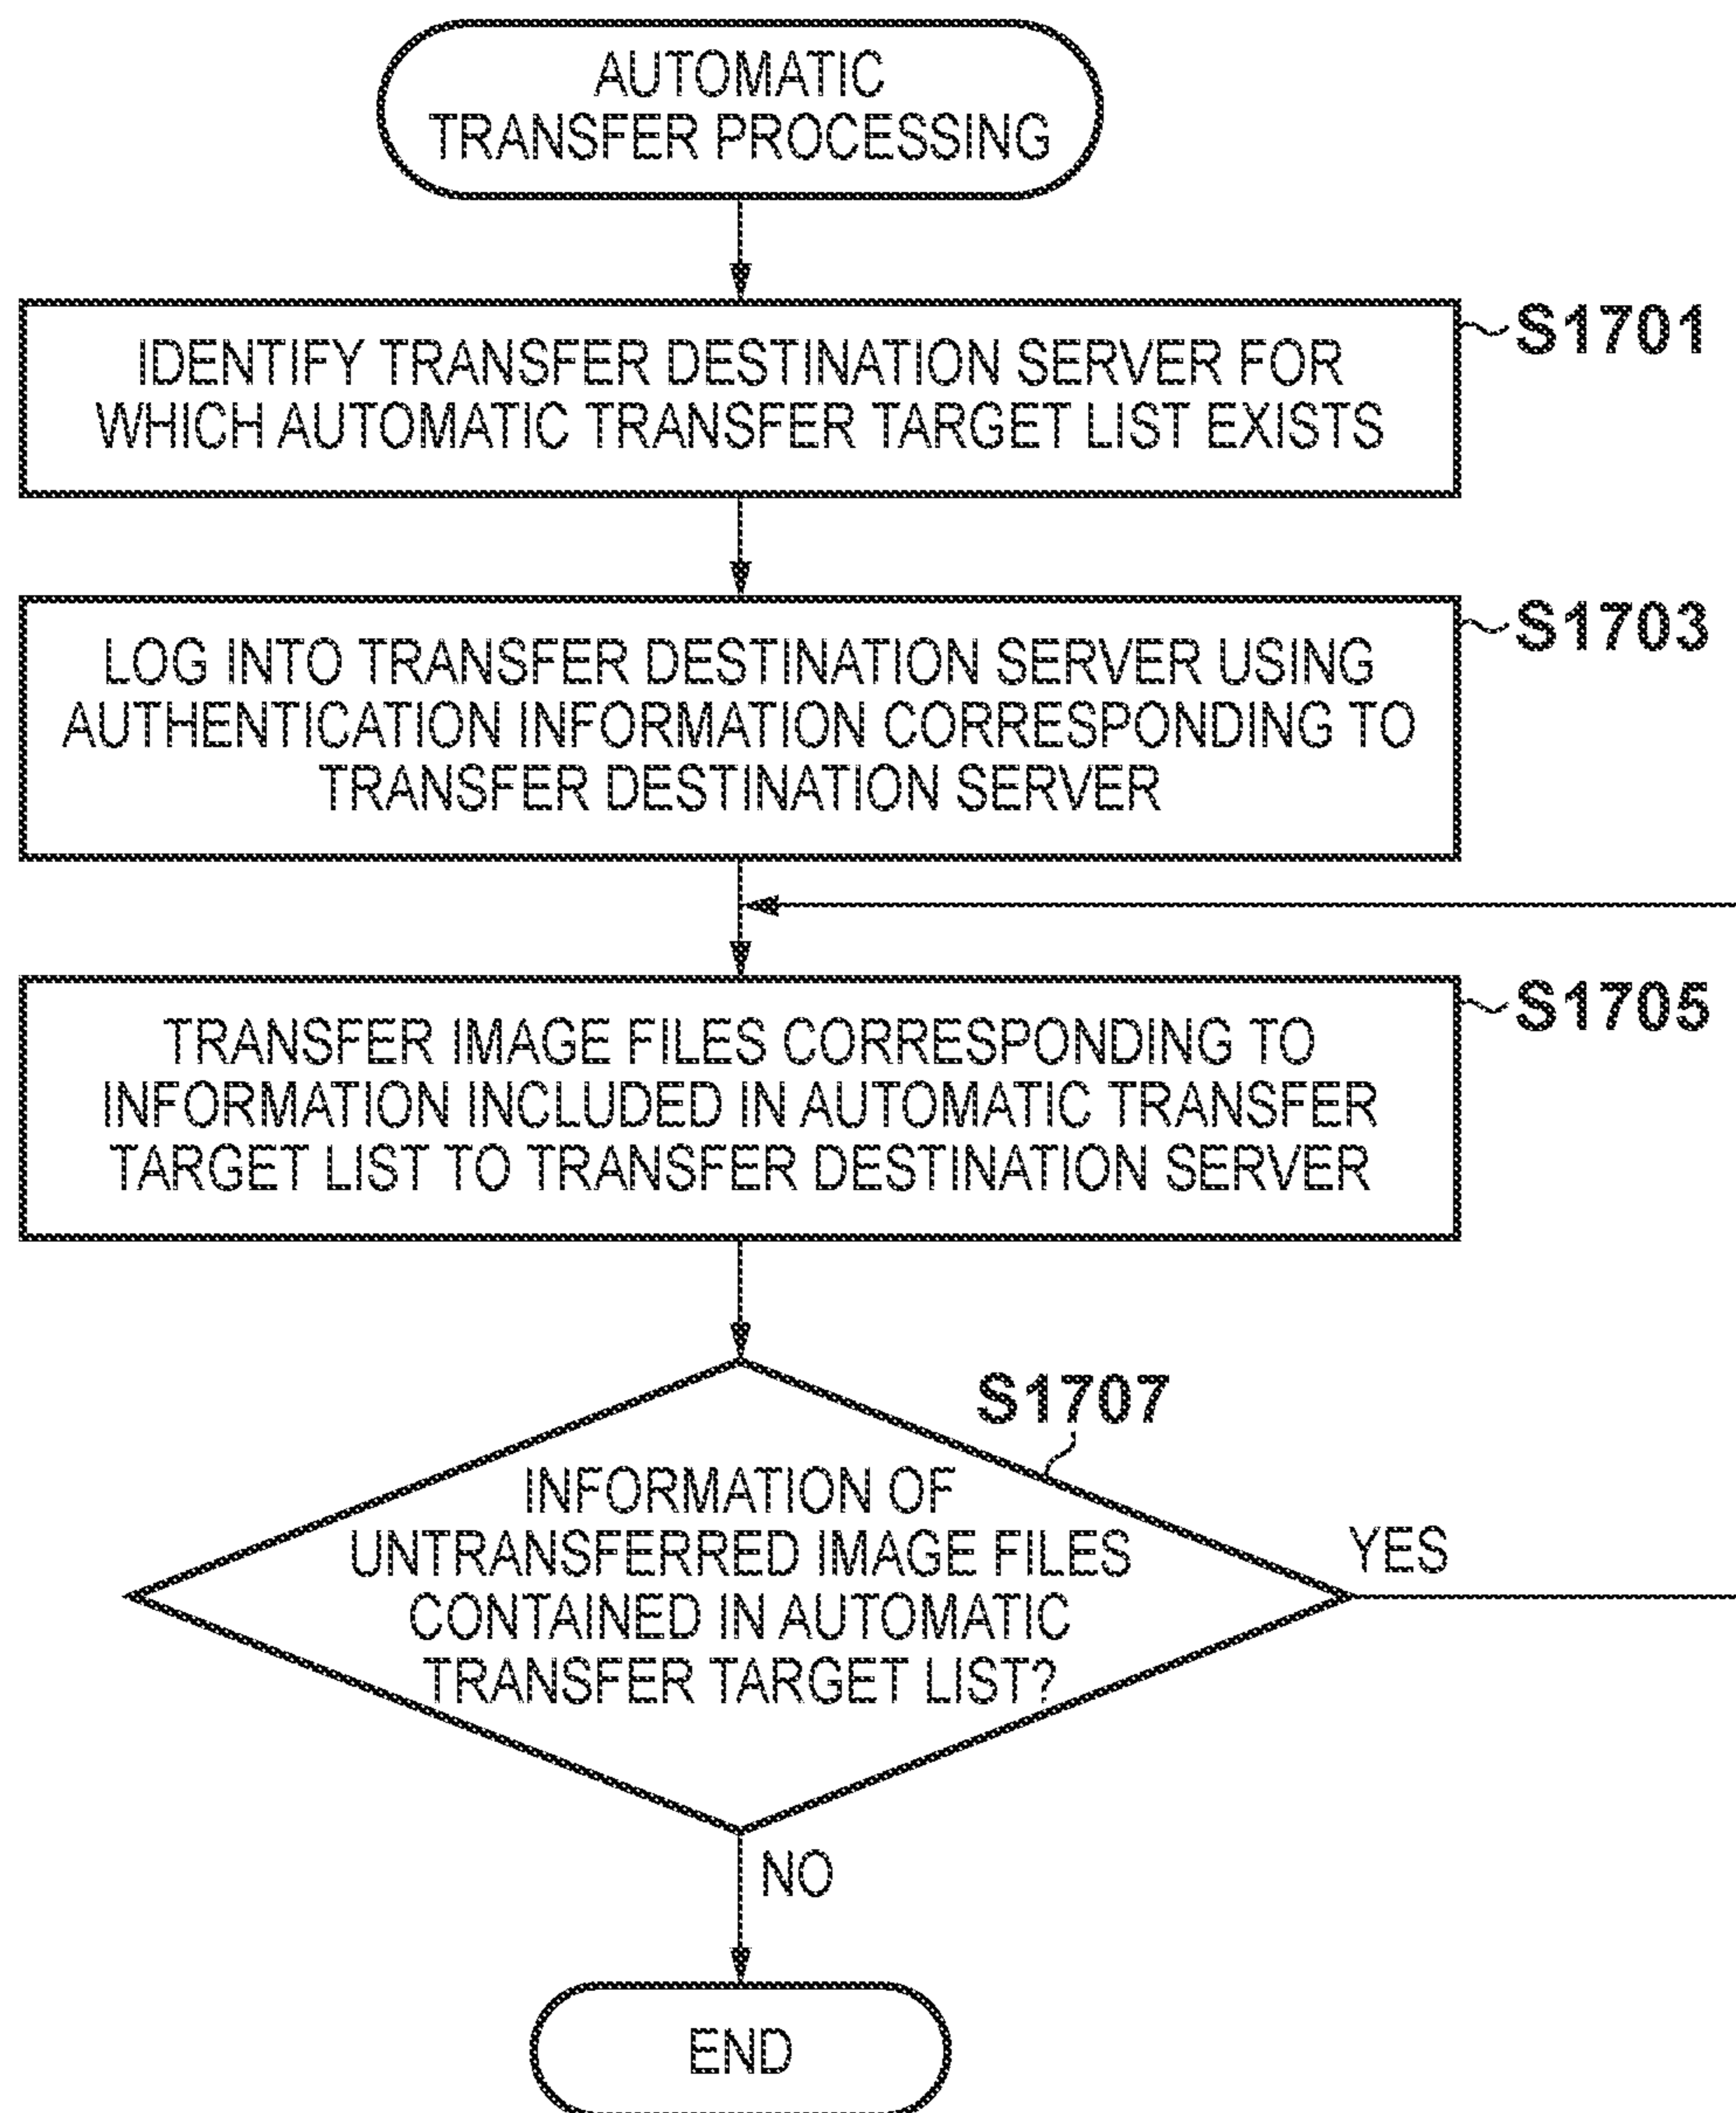 AUTOMATIC
TRANSFER PROCESSING
S1701
IDENTIFY TRANSFER DESTINATION SERVER FOR
WHICH AUTOMATIC TRANSFER TARGET LIST EXISTS
S1703
LOG INTO TRANSFER DESTINATION SERVER USING
AUTHENTICATION INFORMATION CORRESPONDING TO
TRANSFER DESTINATION SERVER
S1705
TRANSFER IMAGE FILES CORRESPONDING TO
INFORMATION INCLUDED IN AUTOMATIC TRANSFER
TARGET LIST TO TRANSFER DESTINATION SERVER
S1707
INFORMATION OF
UNTRANSFERRED IMAGE FILES
CONTAINED IN AUTOMATIC
TRANSFER TARGET LIST?
YES
NO
END